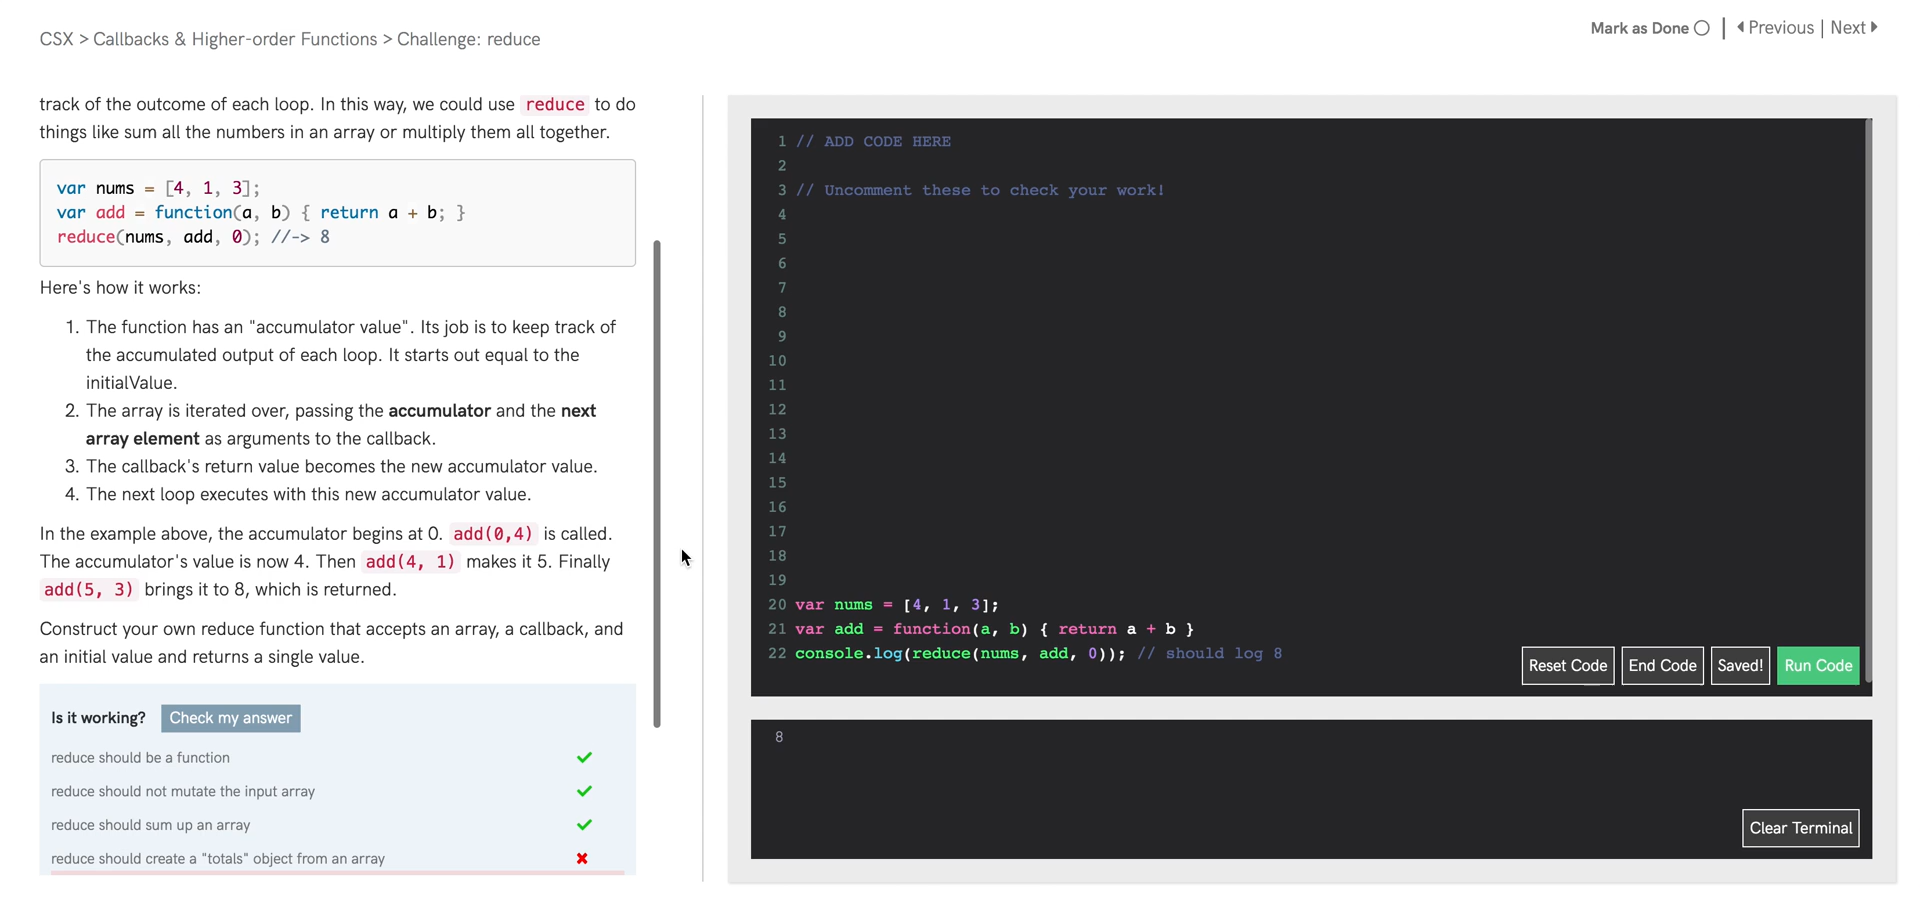 CSX > Callbacks & Higher-order Functions > Challenge: reduce
Mark as Done
Previous | Next
track of the outcome of each loop. In this way, we could use reduce to do
things like sum all the numbers in an array or multiply them all together.
var nums = [4, 1, 3];
var add = function(a, b) { return a + b; }
reduce(nums, add, 0); //-> 8
Here's how it works:
1. The function has an "accumulator value". Its job is to keep track of
the accumulated output of each loop. It starts out equal to the
initialValue.
2. The array is iterated over, passing the accumulator and the next
array element as arguments to the callback.
3. The callback's return value becomes the new accumulator value.
4. The next loop executes with this new accumulator value.
In the example above, the accumulator begins at 0. add(0,4) is called.
The accumulator's value is now 4. Then add(4, 1) makes it 5. Finally
add(5, 3) brings it to 8, which is returned.
Construct your own reduce function that accepts an array, a callback, and
an initial value and returns a single value.
Is it working? Check my answer
reduce should be a function
reduce should not mutate the input array
reduce should sum up an array
reduce should create a "totals" object from an array
1 // ADD CODE HERE
2
3 // Uncomment these to check your work!
4
5
6
7
8
9
10
11
12
13
14
15
16
17
18
19
20 var nums = [4, 1, 3];
21 var add = function(a, b) { return a + b }
22 console.log(reduce(nums, add, 0)); // should log 8
Reset Code
End Code
Saved!
Run Code
8
Clear Terminal